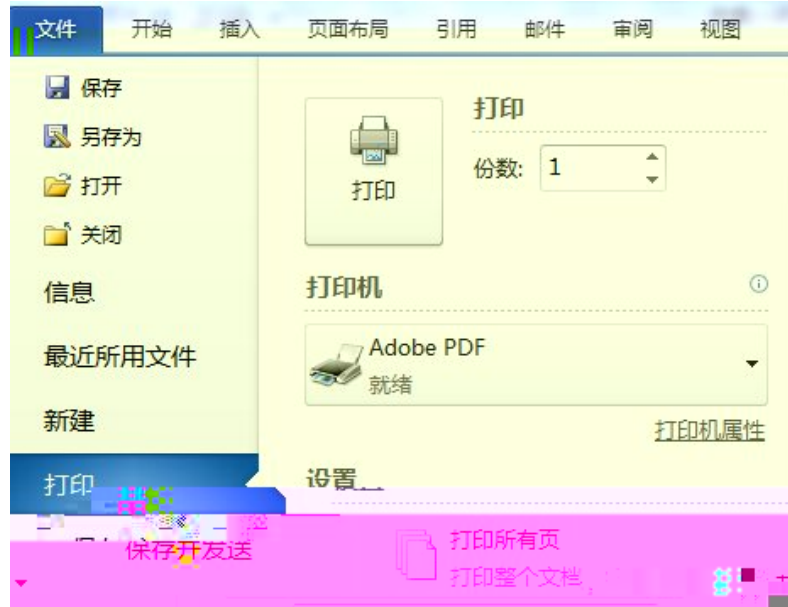 文件 开始 插入 页面布局 引用 邮件 审阅 视图
保存
另存为
打开
关闭
信息
最近所用文件
新建
打印
保存开发送
打印
打印
份数: 1
打印机
Adobe PDF
就绪
打印机属性
设置
打印所有页
打印整个文档